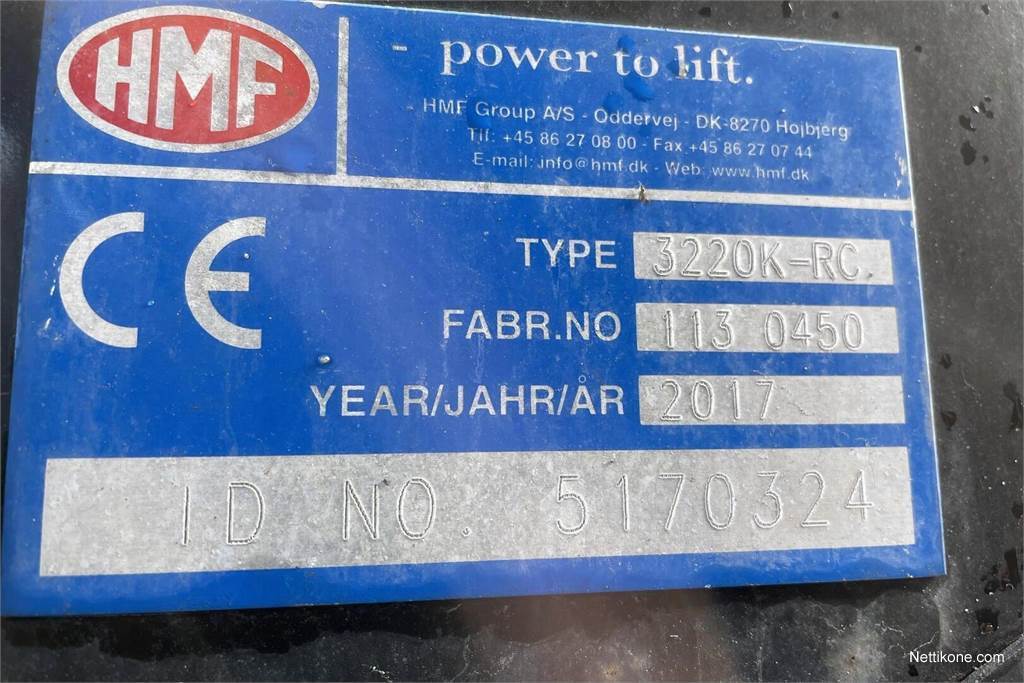 HMF
- power to lift.
HMF Group A/S - Oddervej - DK-8270 Hojbjerg
Tlf: +45 86 27 08 00 - Fax +45 86 27 07 44
E-mail: info@hmf.dk - Web: www.hmf.dk
CE
TYPE 3220K-RC
FABR.NO 113 0450
YEAR/JAHR/ÅR 2017
ID NO. 5170324
Nettikone.com